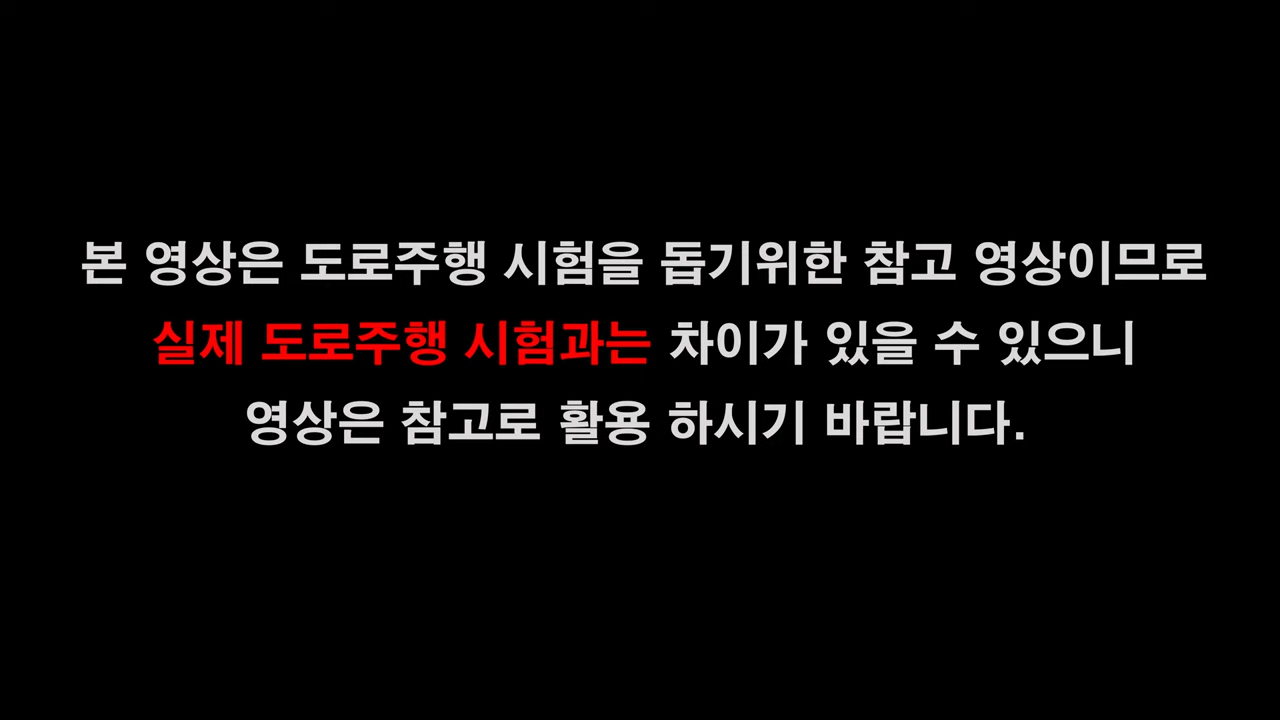 본 영상은 도로주행 시험을 돕기위한 참고 영상이므로
실제 도로주행 시험과는 차이가 있을 수 있으니
영상은 참고로 활용 하시기 바랍니다.